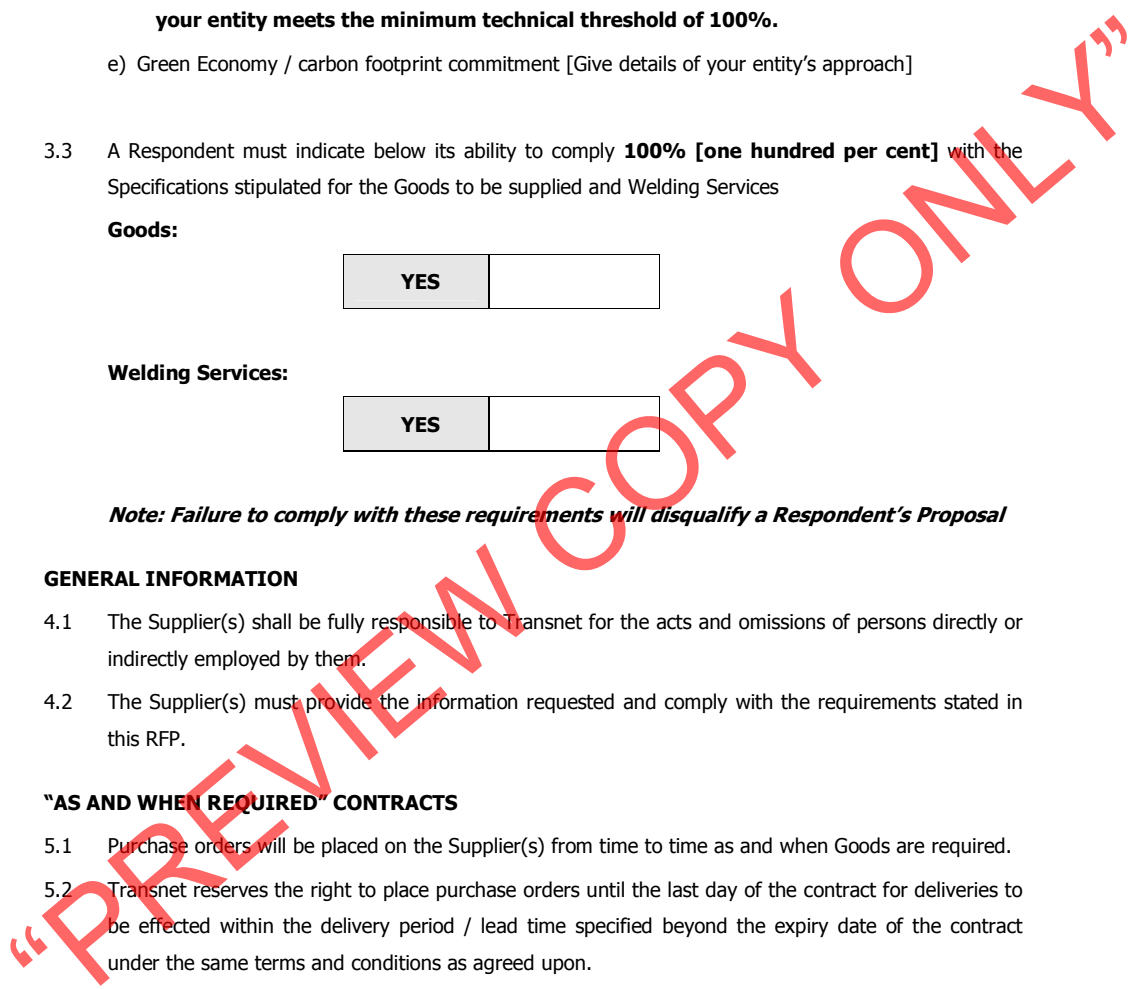 your entity meets the minimum technical threshold of 100%.
e) Green Economy / carbon footprint commitment [Give details of your entity’s approach]
3.3 A Respondent must indicate below its ability to comply 100% [one hundred per cent] with the
Specifications stipulated for the Goods to be supplied and Welding Services
Goods:
YES
Welding Services:
YES
Note: Failure to comply with these requirements will disqualify a Respondent’s Proposal
GENERAL INFORMATION
4.1 The Supplier(s) shall be fully responsible to Transnet for the acts and omissions of persons directly or
indirectly employed by them.
4.2 The Supplier(s) must provide the information requested and comply with the requirements stated in
this RFP.
“AS AND WHEN REQUIRED” CONTRACTS
5.1 Purchase orders will be placed on the Supplier(s) from time to time as and when Goods are required.
5.2 Transnet reserves the right to place purchase orders until the last day of the contract for deliveries to
be effected within the delivery period / lead time specified beyond the expiry date of the contract
under the same terms and conditions as agreed upon.
“PREVIEW COPY ONLY”